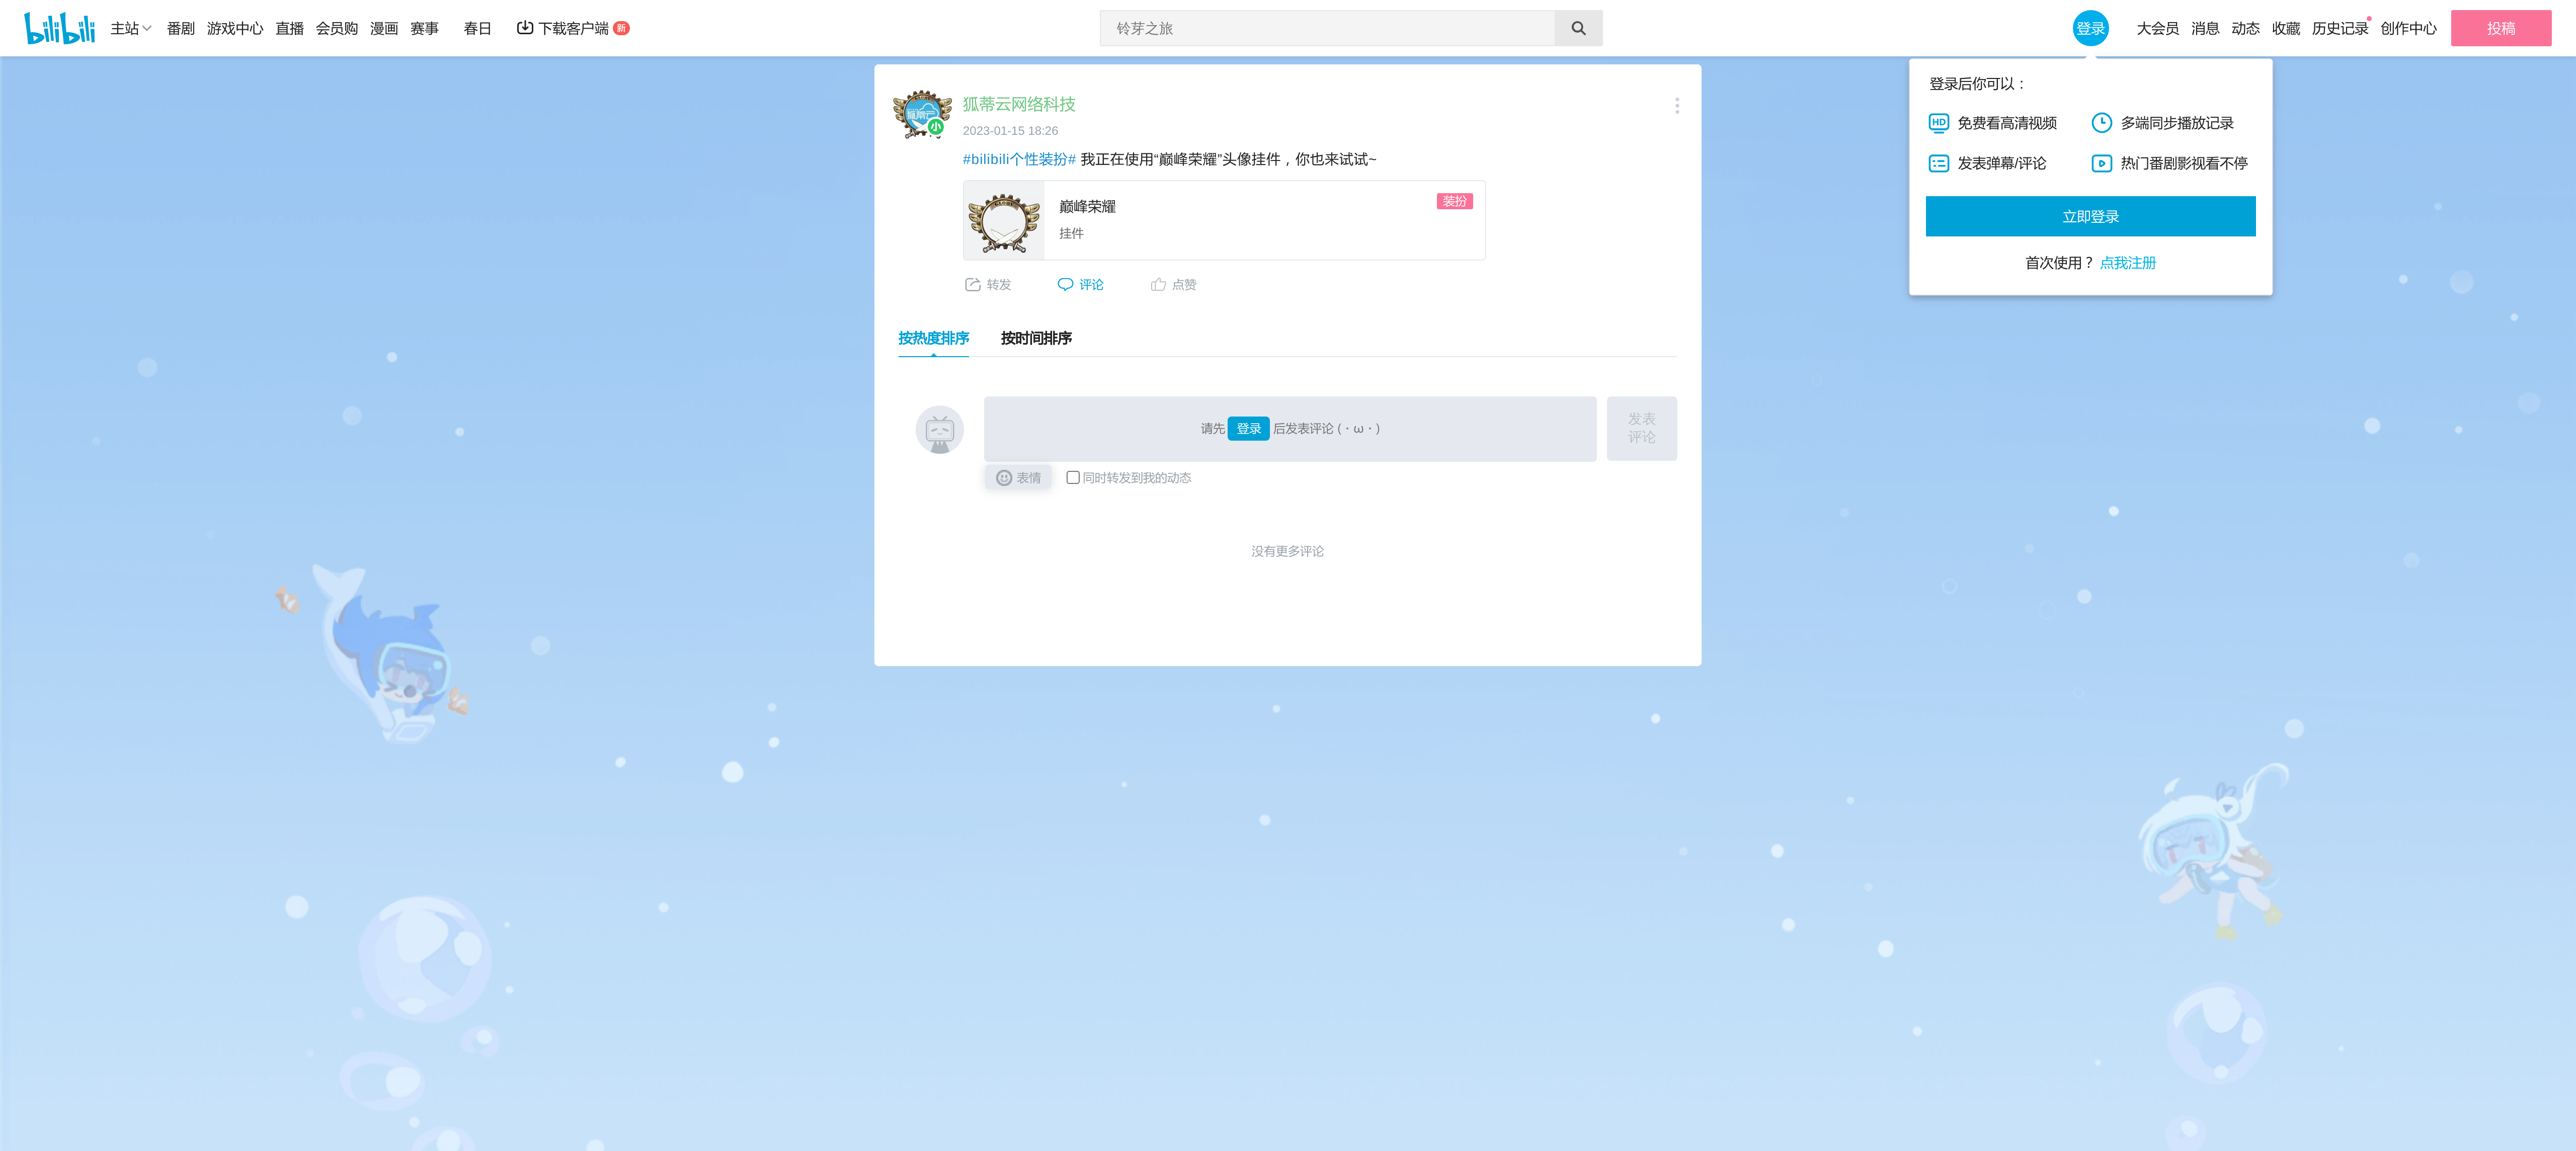 bilibili 主站 番剧 游戏中心 直播 会员购 漫画 赛事 春日 下载客户端 新 铃芽之旅 登录 大会员 消息 动态 收藏 历史记录 创作中心 投稿
登录后你可以：
HD 免费看高清视频 多端同步播放记录
发表弹幕/评论 热门番剧影视看不停
立即登录
首次使用？ 点我注册
狐蒂云网络科技
小
2023-01-15 18:26
#bilibili个性装扮# 我正在使用“巅峰荣耀”头像挂件，你也来试试~
巅峰荣耀 装扮
挂件
转发 评论 点赞
按热度排序 按时间排序
请先 登录 后发表评论 (・ω・)
发表
评论
表情 同时转发到我的动态
没有更多评论